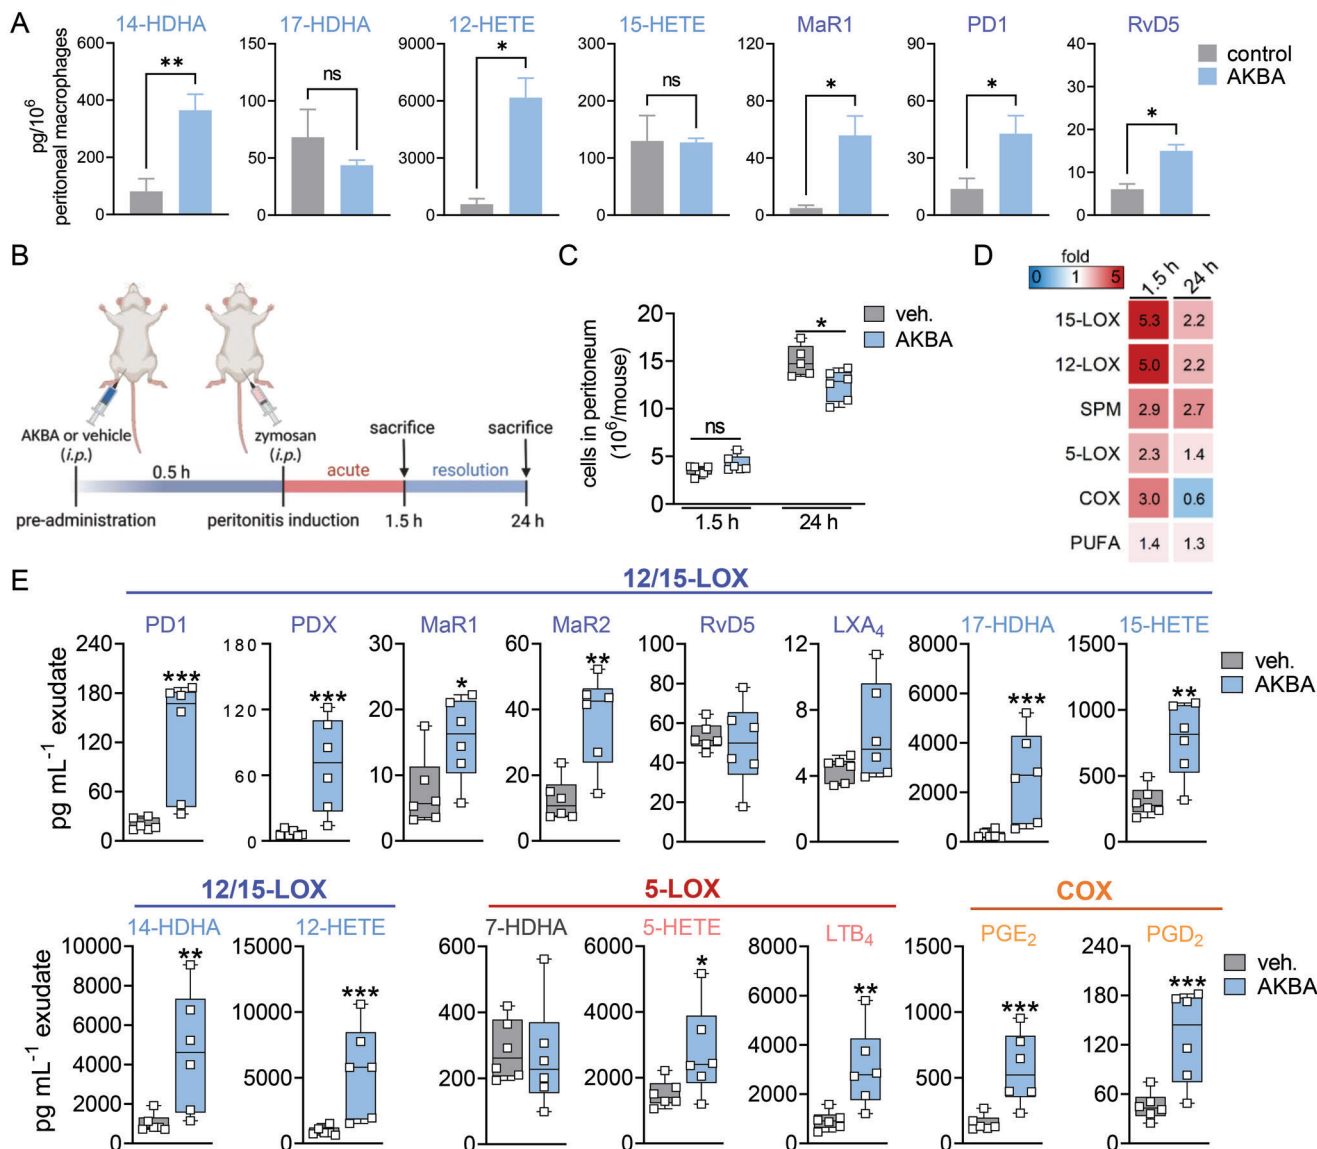 A
14-HDHA 17-HDHA 12-HETE 15-HETE MaR1 PD1 RvD5
pg/10⁶
peritoneal macrophages
600 400 200 0
**
150 100 50 0
ns
9000 6000 3000 0
*
300 200 100 0
ns
120 80 40 0
*
90 60 30 0
*
40 30 20 10 0
*
control
AKBA
B
AKBA or vehicle
(i.p.)
zymosan
(i.p.)
sacrifice
sacrifice
0.5 h
acute
resolution
pre-administration
peritonitis induction
1.5 h
24 h
C
cells in peritoneum
(10⁶/mouse)
20
15
10
5
0
ns
*
1.5 h
24 h
veh.
AKBA
D
fold
0 1 5
1.5 h 24 h
15-LOX 5.3 2.2
12-LOX 5.0 2.2
SPM 2.9 2.7
5-LOX 2.3 1.4
COX 3.0 0.6
PUFA 1.4 1.3
E
12/15-LOX
PD1 PDX MaR1 MaR2 RvD5 LXA₄ 17-HDHA 15-HETE
pg mL⁻¹ exudate
240 180 120 60 0
***
180 120 60 0
***
30 20 10 0
*
60 40 20 0
**
100 80 60 40 20 0
12 8 4 0
8000 6000 4000 2000 0
***
1500 1000 500 0
**
veh.
AKBA
12/15-LOX
5-LOX
COX
14-HDHA 12-HETE 7-HDHA 5-HETE LTB₄ PGE₂ PGD₂
pg mL⁻¹ exudate
10000 8000 6000 4000 2000 0
**
15000 10000 5000 0
***
600 400 200 0
6000 4000 2000 0
*
8000 6000 4000 2000 0
**
1500 1000 500 0
***
240 180 120 60 0
***
veh.
AKBA